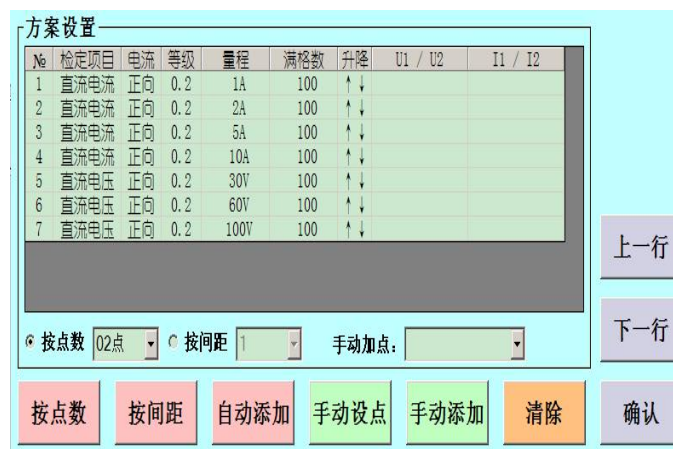 方案设置
№ 检定项目 电流 等级 量程 满格数 升降 U1 / U2 I1 / I2
1 直流电流 正向 0.2 1A 100 ↑↓
2 直流电流 正向 0.2 2A 100 ↑↓
3 直流电流 正向 0.2 5A 100 ↑↓
4 直流电流 正向 0.2 10A 100 ↑↓
5 直流电压 正向 0.2 30V 100 ↑↓
6 直流电压 正向 0.2 60V 100 ↑↓
7 直流电压 正向 0.2 100V 100 ↑↓
上一行
按点数 02点 按间距 1 手动加点：
下一行
按点数 按间距 自动添加 手动设点 手动添加 清除 确认